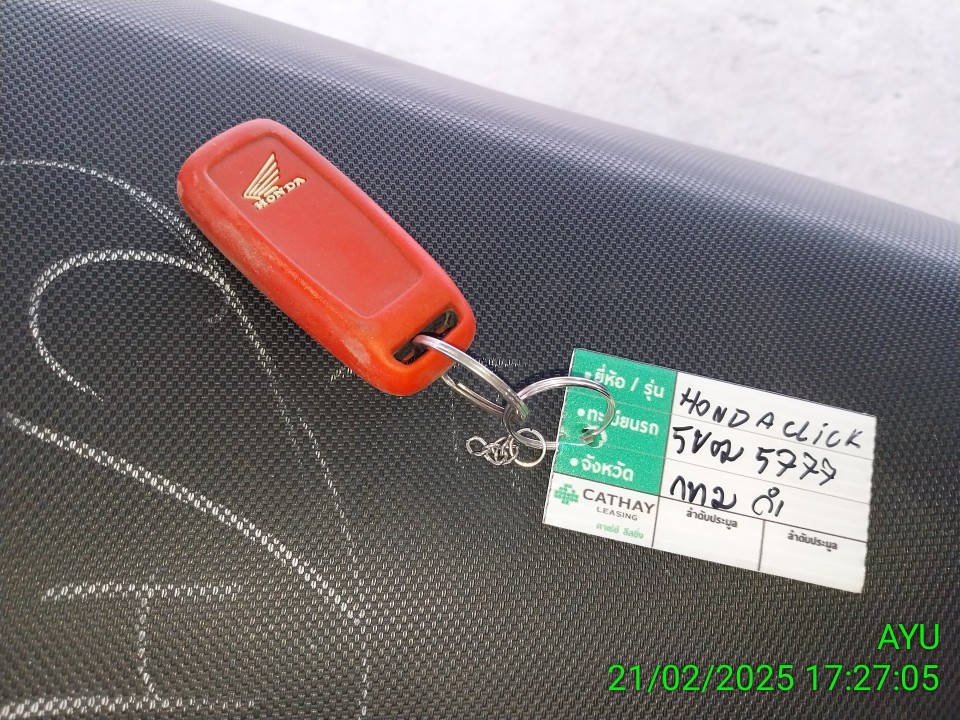 HONDA
• ยี่ห้อ / รุ่น HONDA CLiCK
• ทะเบียนรถ 5ขฒ 5779
• จังหวัด กทม ดำ
CATHAY
LEASING
คาเธ่ย์ ลีสซิ่ง
ลำดับประมูล ลำดับประมูล
AYU
21/02/2025 17:27:05